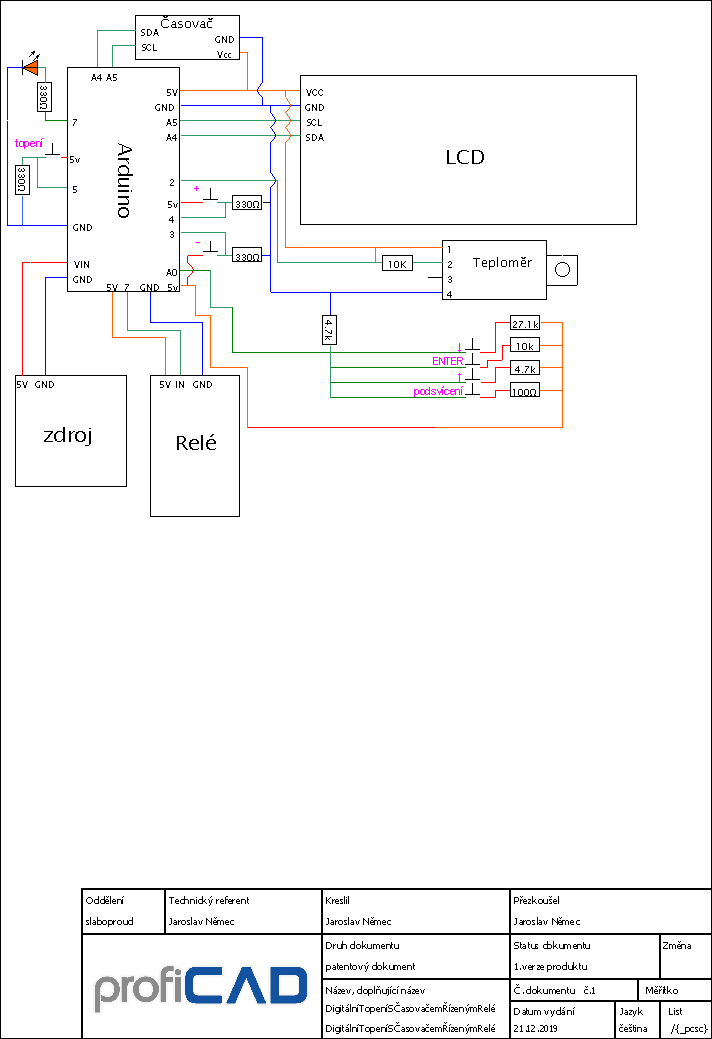 Časovač
SDA
SCL
GND
Vcc
A4 A5
330Ω
7
topení
5v
330Ω
5
GND
VIN
GND
Arduino
5V
GND
A5
A4
2
5v
4
3
A0
5v
5V 7 GND
+
330Ω
-
330Ω
VCC
GND
SCL
SDA
LCD
10K
1
2
3
4
Teploměr
4.7k
↓
ENTER
↑
podsvícení
27.1k
10k
4.7k
100Ω
5V GND
zdroj
5V IN GND
Relé
Oddělení
slaboproud
Technický referent
Jaroslav Němec
Kreslil
Jaroslav Němec
Přezkoušel
Jaroslav Němec
profiCAD
Druh dokumentu
patentový dokument
Status dokumentu
1.verze produktu
Změna
Název, doplňující název
DigitálníTopeníSČasovačemŘízenýmRelé
DigitálníTopeníSČasovačemŘízenýmRelé
Č.dokumentu č.1
Měřítko
Datum vydání
21.12.2019
Jazyk
čeština
List
/{_pcsc}